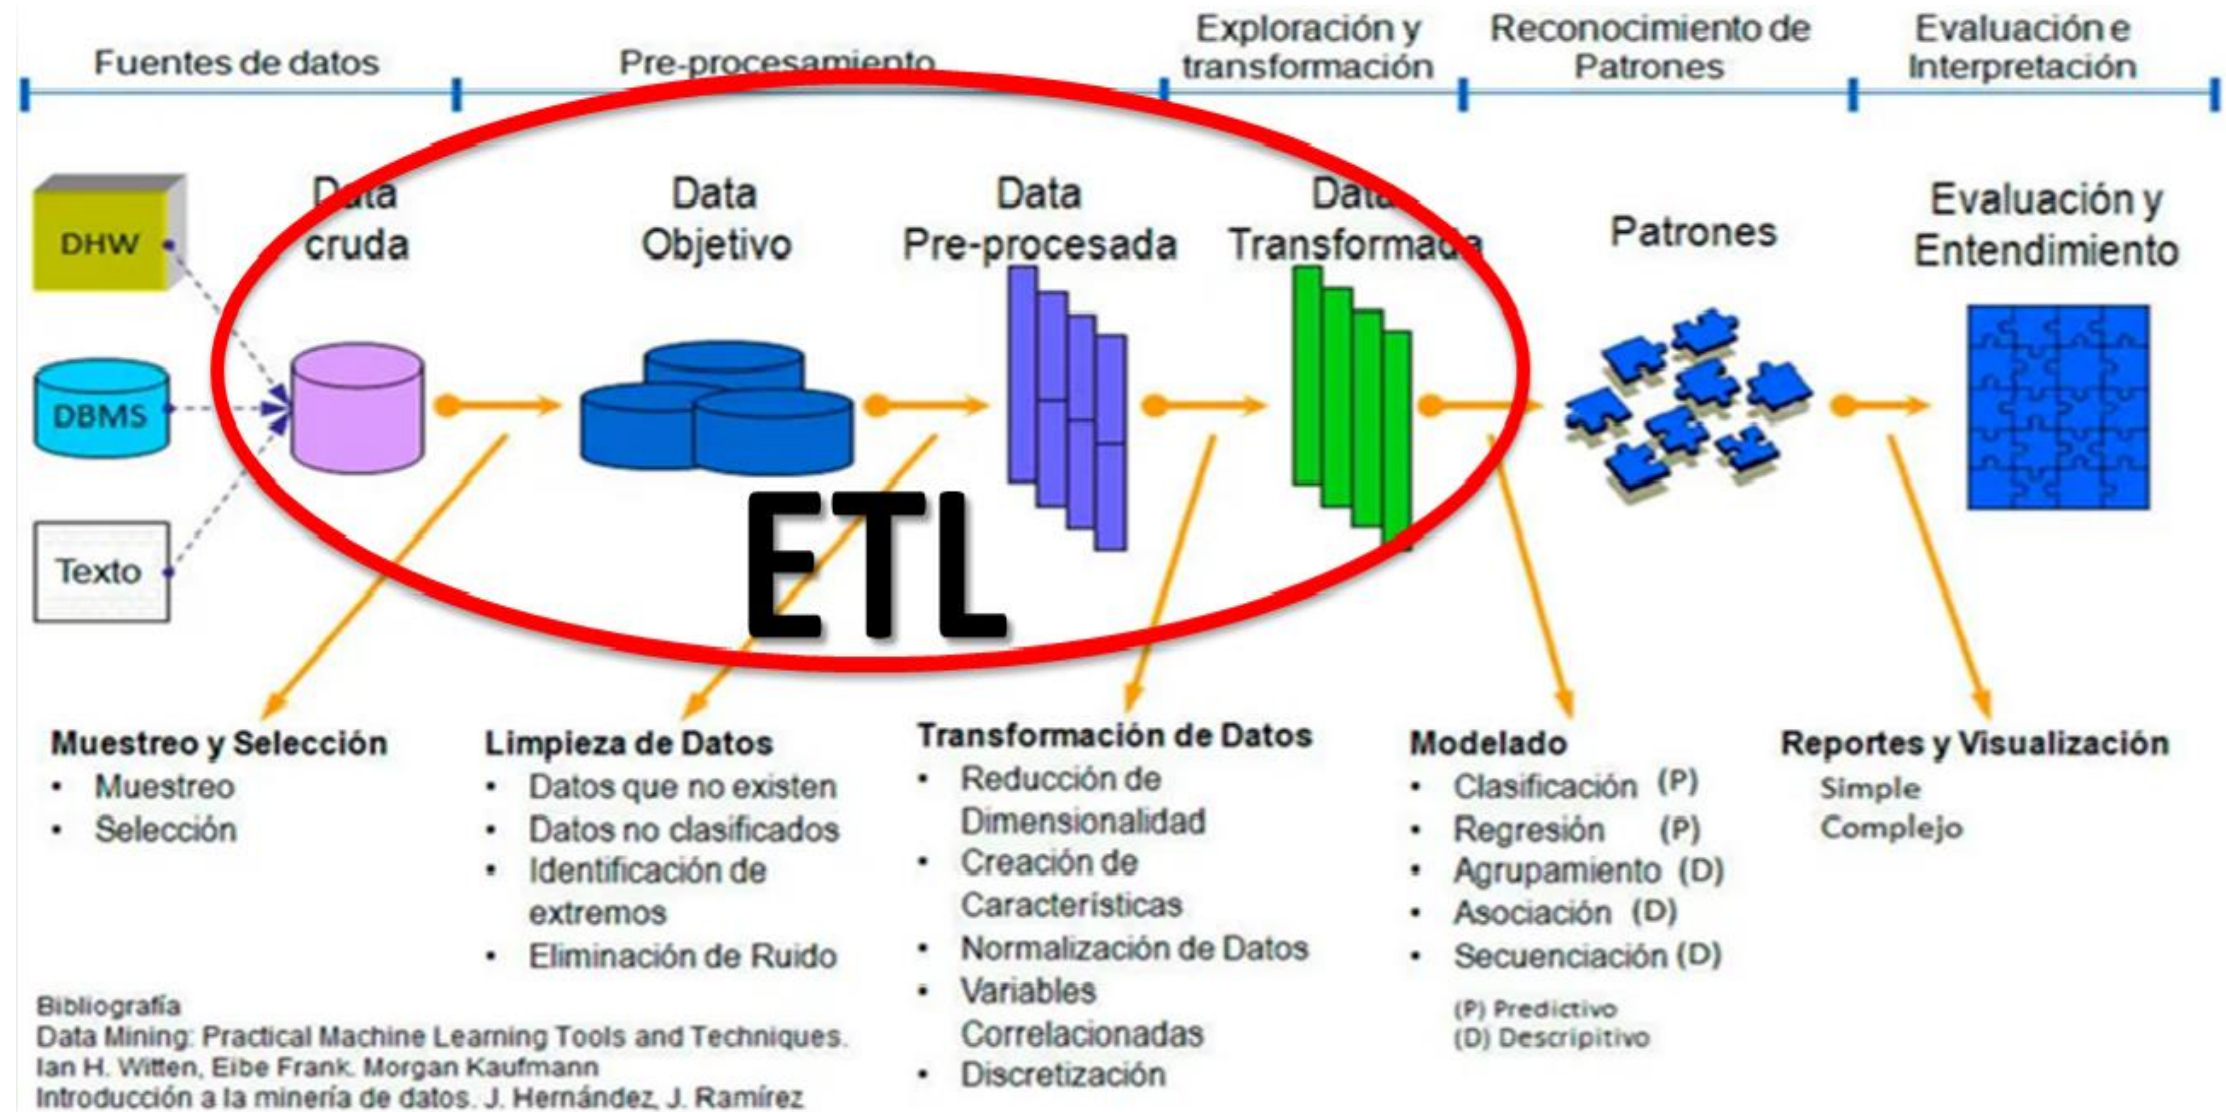 Fuentes de datos
Pre-procesamiento
Exploración y
transformación
Reconocimiento de
Patrones
Evaluación e
Interpretación
DHW
DBMS
Texto
Data
cruda
Data
Objetivo
Data
Pre-procesada
Data
Transformada
Patrones
Evaluación y
Entendimiento
ETL
Muestreo y Selección
• Muestreo
• Selección
Limpieza de Datos
• Datos que no existen
• Datos no clasificados
• Identificación de
extremos
• Eliminación de Ruido
Transformación de Datos
• Reducción de
Dimensionalidad
• Creación de
Características
• Normalización de Datos
• Variables
Correlacionadas
• Discretización
Modelado
• Clasificación (P)
• Regresión (P)
• Agrupamiento (D)
• Asociación (D)
• Secuenciación (D)
(P) Predictivo
(D) Descripitivo
Reportes y Visualización
Simple
Complejo
Bibliografía
Data Mining: Practical Machine Learning Tools and Techniques.
Ian H. Witten, Eibe Frank. Morgan Kaufmann
Introducción a la minería de datos. J. Hernández, J. Ramírez